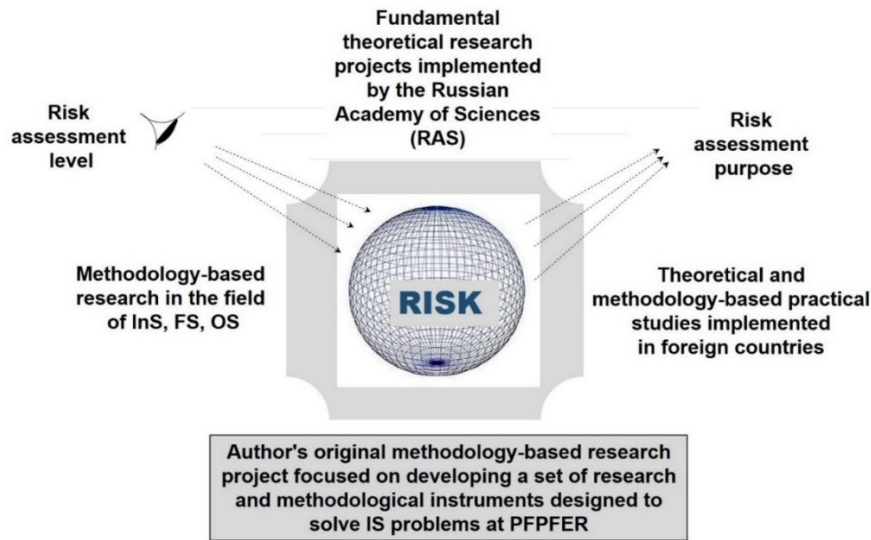 Fundamental
theoretical research
projects implemented
by the Russian
Academy of Sciences
(RAS)
Risk
assessment
level
Risk
assessment
purpose
RISK
Methodology-based
research in the field
of InS, FS, OS
Theoretical and
methodology-based practical
studies implemented
in foreign countries
Author's original methodology-based research
project focused on developing a set of research
and methodological instruments designed to
solve IS problems at PFPFER